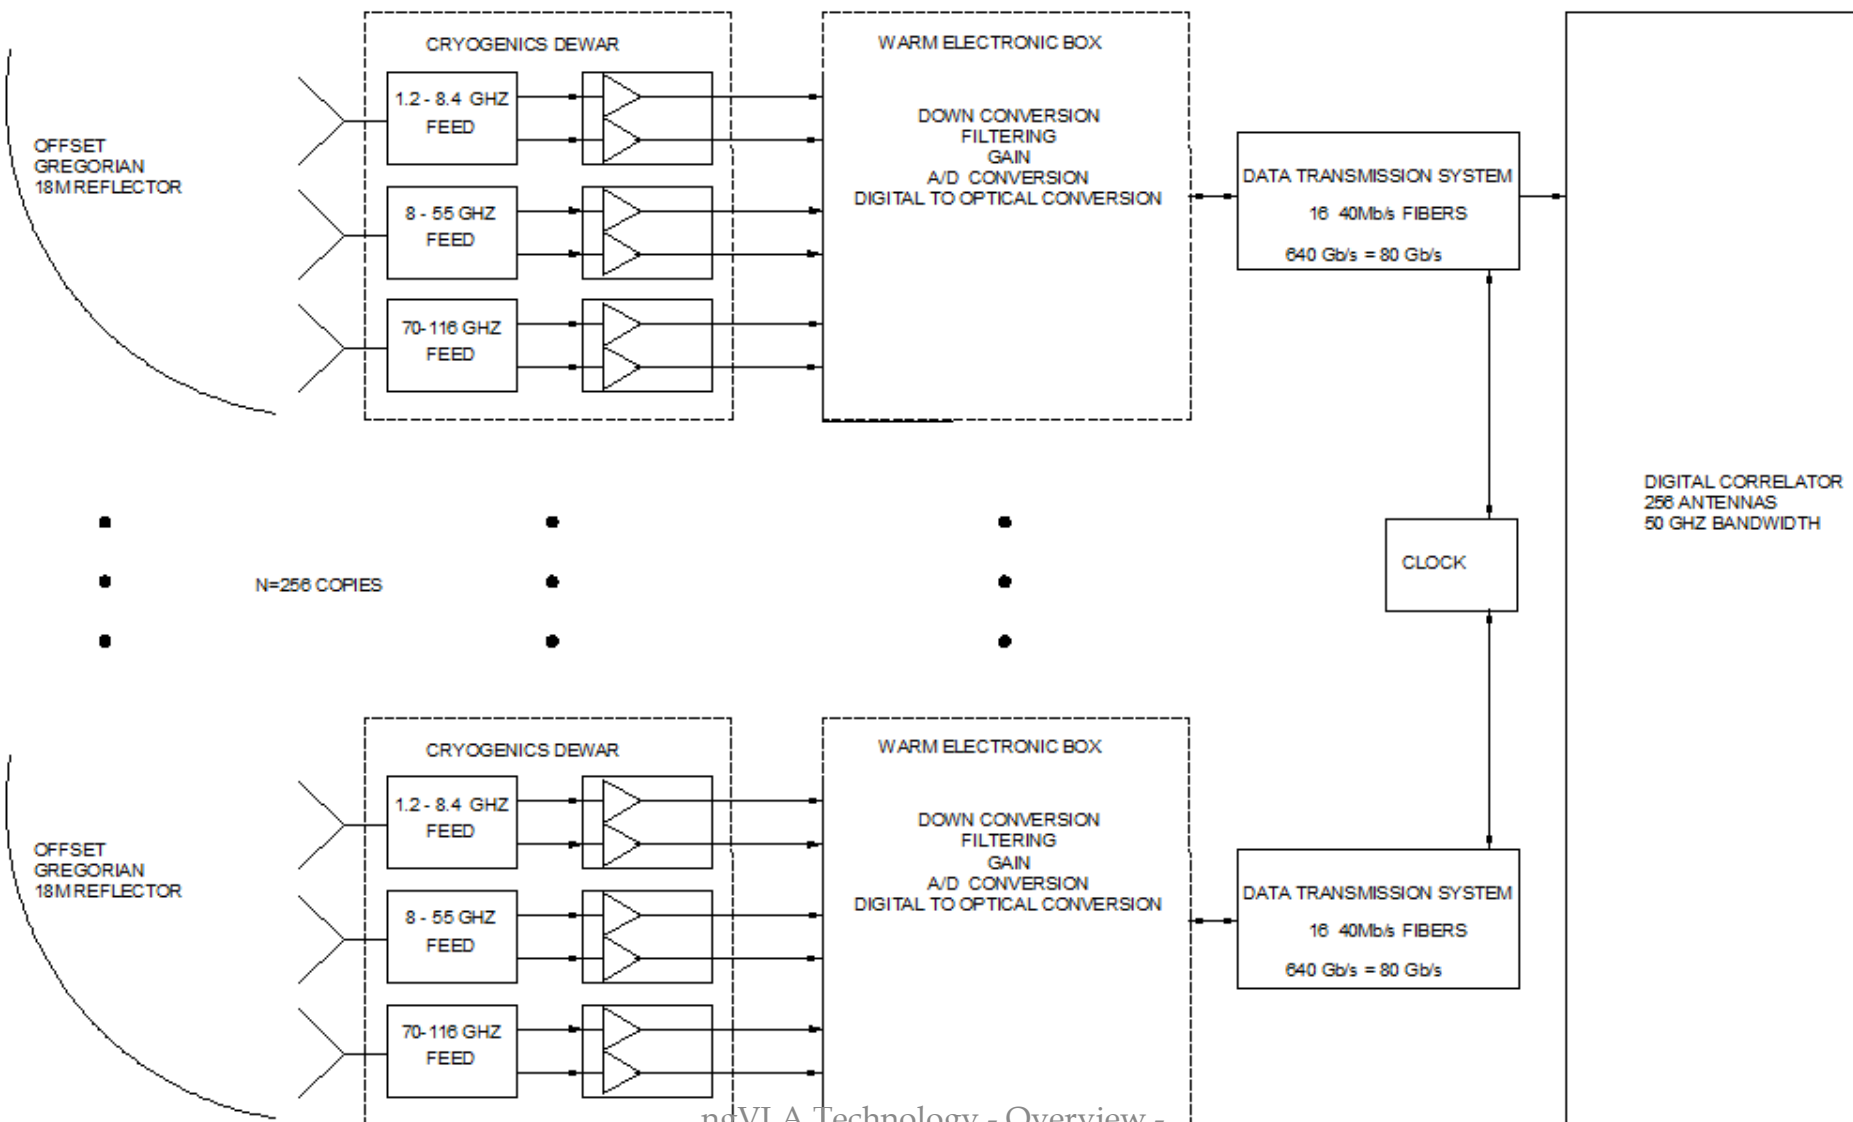 CRYOGENICS DEWAR
WARM ELECTRONIC BOX
OFFSET
GREGORIAN
18M REFLECTOR
1.2 - 8.4 GHZ
FEED
8 - 55 GHZ
FEED
70-116 GHZ
FEED
DOWN CONVERSION
FILTERING
GAIN
A/D CONVERSION
DIGITAL TO OPTICAL CONVERSION
DATA TRANSMISSION SYSTEM
16 40Mb/s FIBERS
640 Gb/s = 80 Gb/s
DIGITAL CORRELATOR
256 ANTENNAS
50 GHZ BANDWIDTH
CLOCK
N=256 COPIES
CRYOGENICS DEWAR
WARM ELECTRONIC BOX
OFFSET
GREGORIAN
18M REFLECTOR
1.2 - 8.4 GHZ
FEED
8 - 55 GHZ
FEED
70-116 GHZ
FEED
DOWN CONVERSION
FILTERING
GAIN
A/D CONVERSION
DIGITAL TO OPTICAL CONVERSION
DATA TRANSMISSION SYSTEM
16 40Mb/s FIBERS
640 Gb/s = 80 Gb/s
ngVLA Technology - Overview -